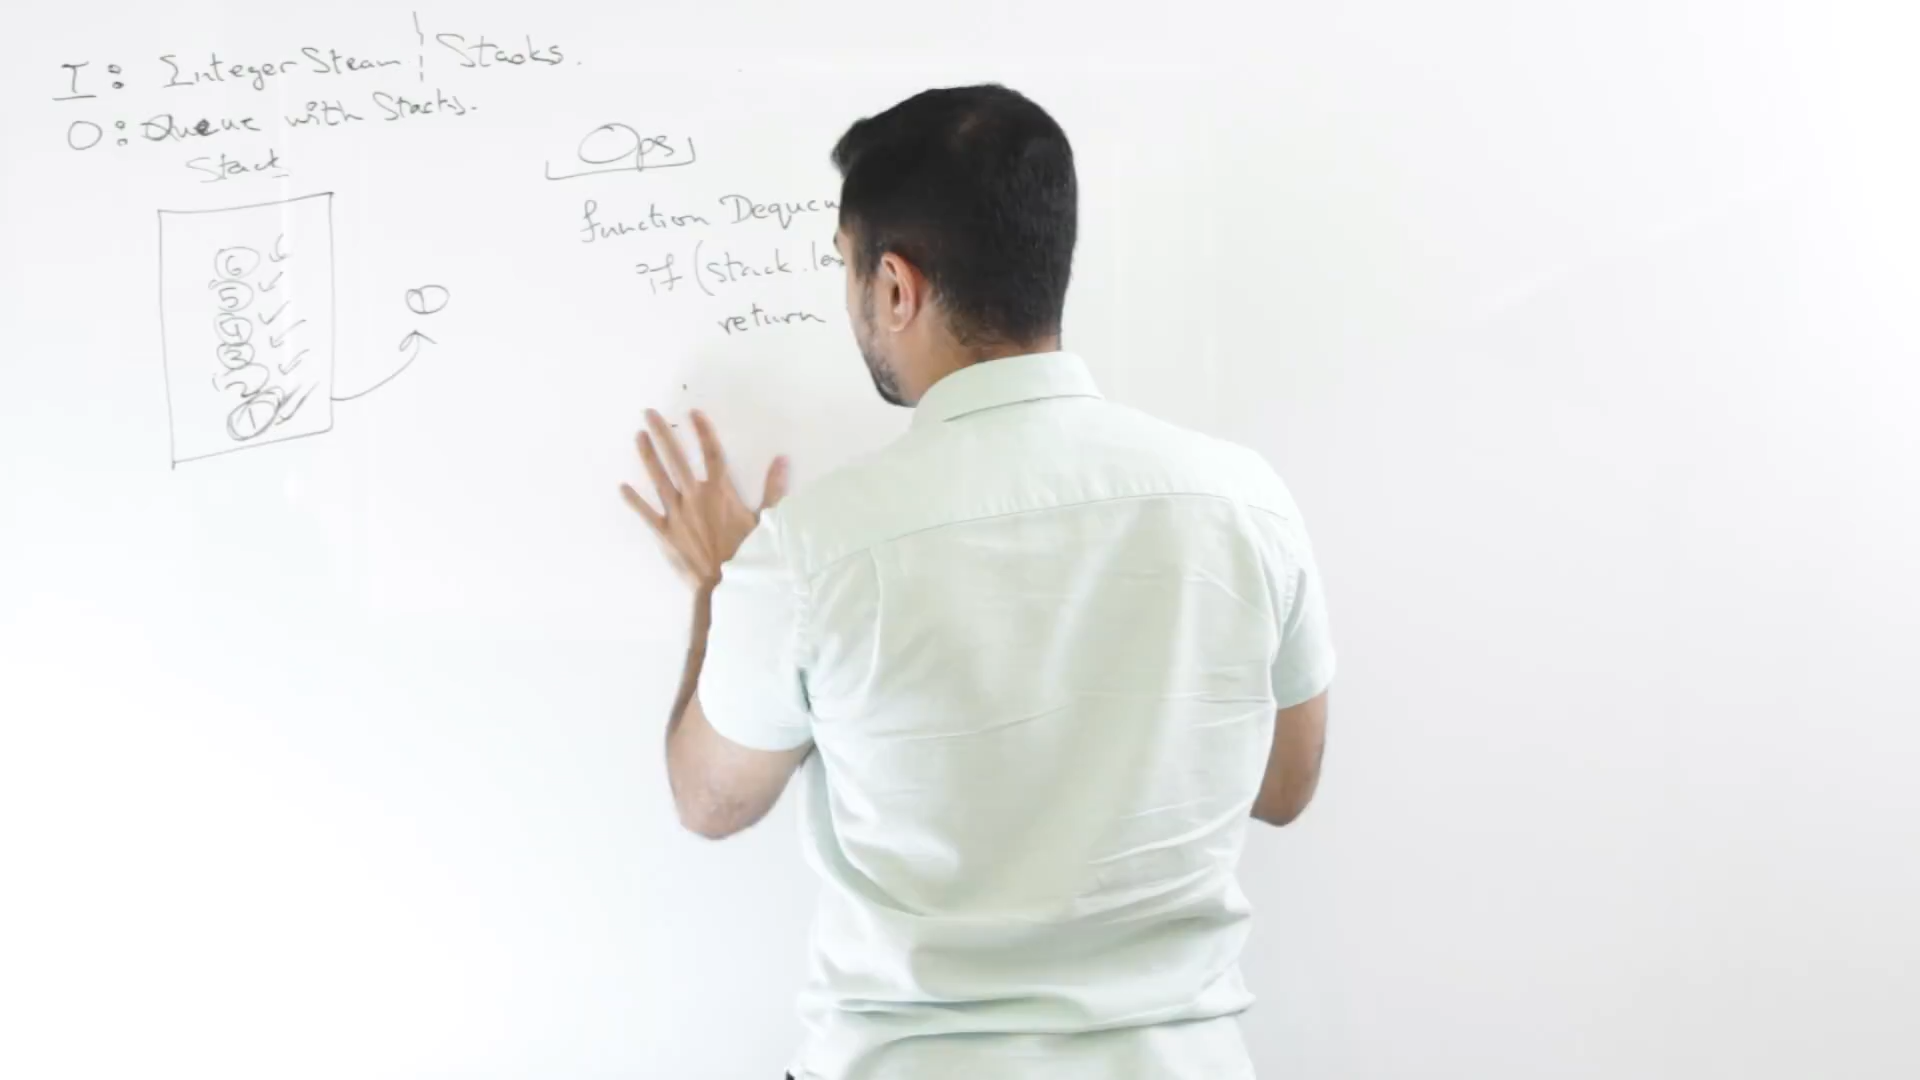 I: Integer Steam | Stacks.
O: Queue with Stacks.
Stack
6
5
4
3
2
1
1
Ops
function Dequeu
if (stack.le
return